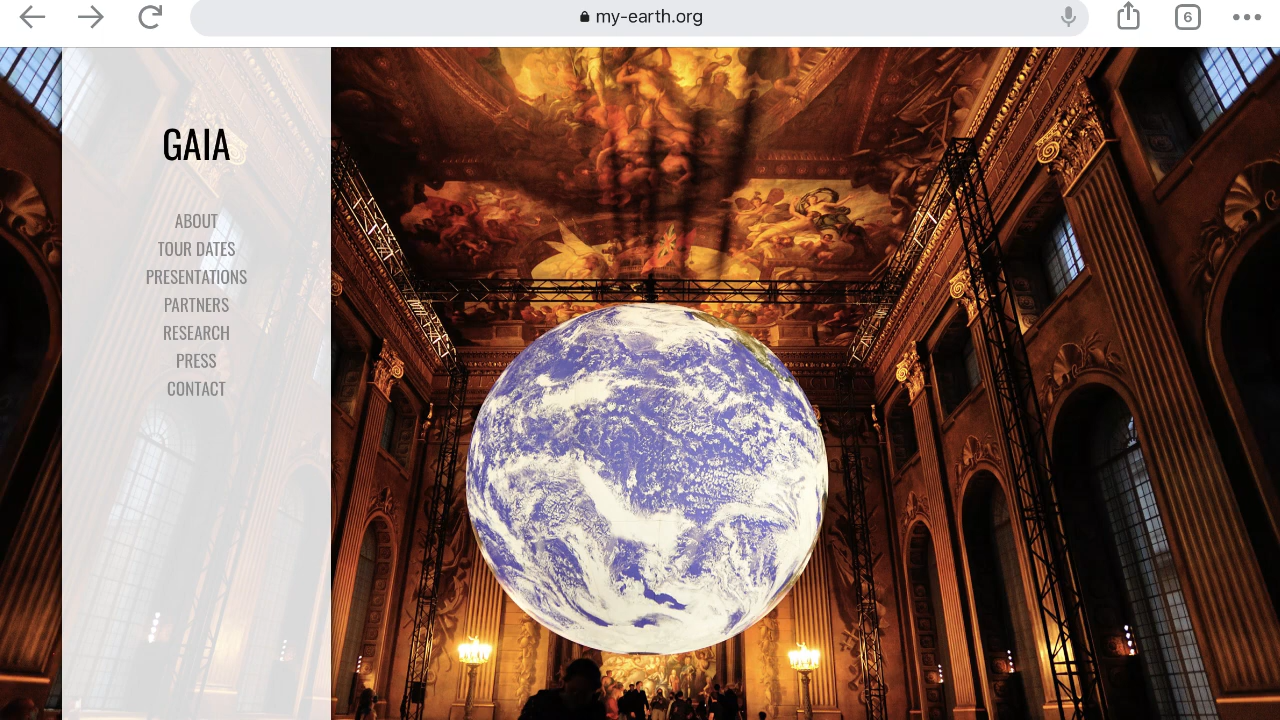 my-earth.org
6
GAIA
ABOUT
TOUR DATES
PRESENTATIONS
PARTNERS
RESEARCH
PRESS
CONTACT